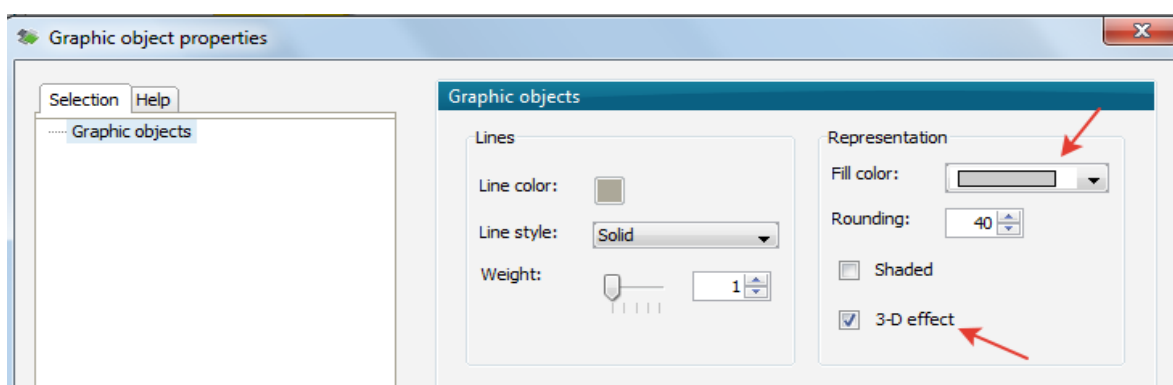 Graphic object properties
x
Selection Help
Graphic objects
Graphic objects
Lines
Line color:
Line style: Solid
Weight: 1
Representation
Fill color:
Rounding: 40
Shaded
3-D effect